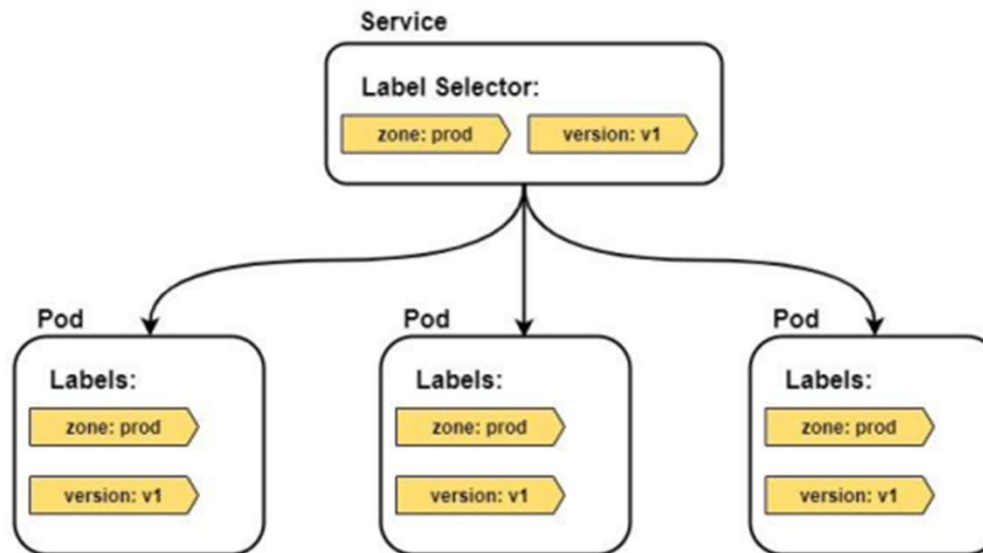 Service
Label Selector:
zone: prod version: v1
Pod Pod Pod
Labels: Labels: Labels:
zone: prod zone: prod zone: prod
version: v1 version: v1 version: v1